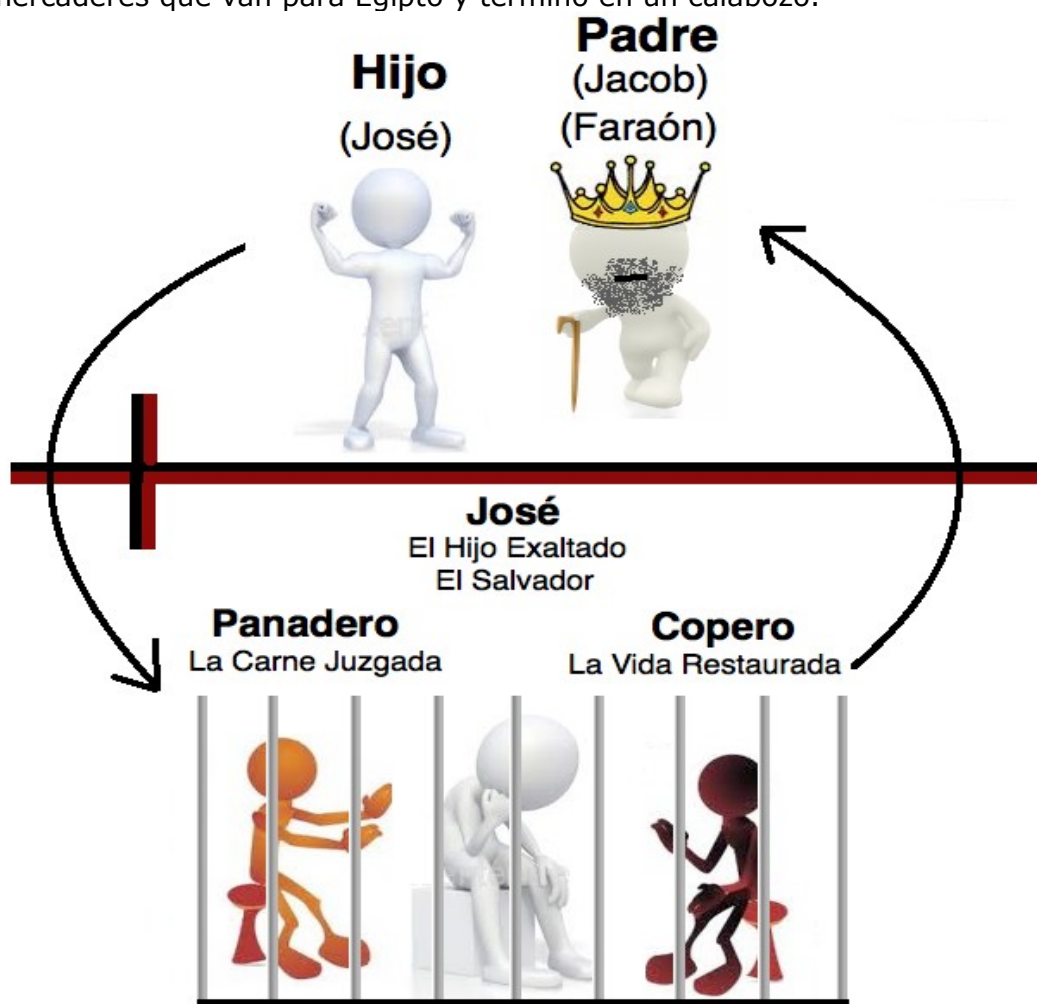 mercaderes que van para Egipto y terminó en un calabozo.
Hijo
(José)
Padre
(Jacob)
(Faraón)
José
El Hijo Exaltado
El Salvador
Panadero
La Carne Juzgada
Copero
La Vida Restaurada